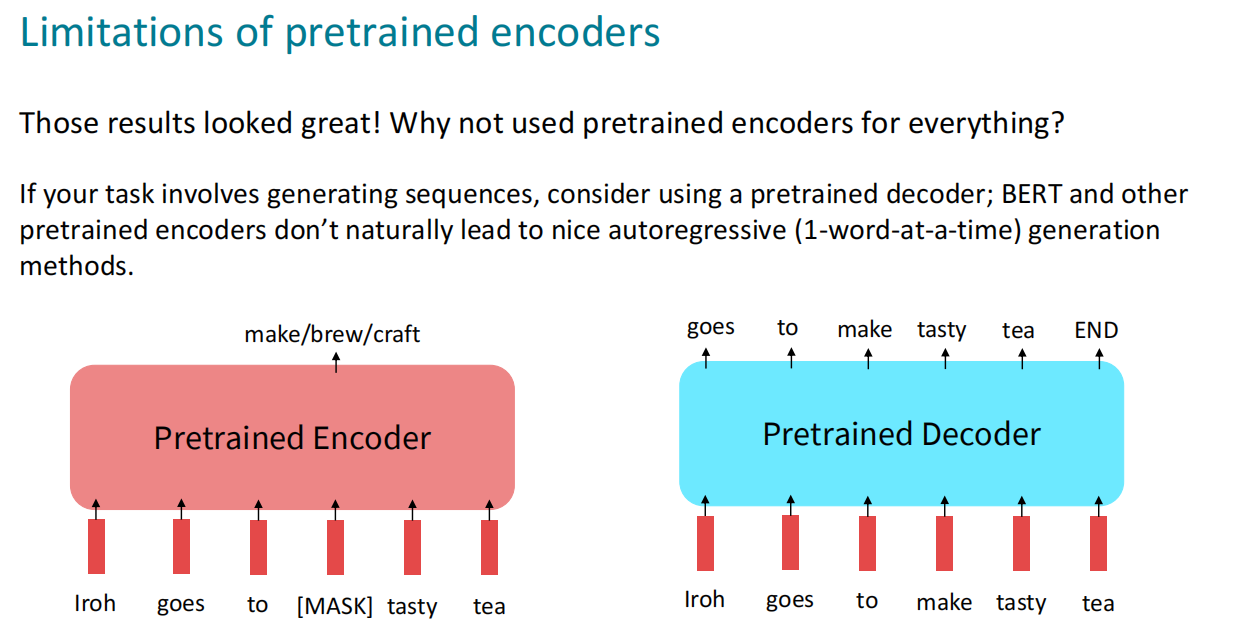 Limitations of pretrained encoders
Those results looked great! Why not used pretrained encoders for everything?
If your task involves generating sequences, consider using a pretrained decoder; BERT and other
pretrained encoders don’t naturally lead to nice autoregressive (1-word-at-a-time) generation
methods.
make/brew/craft
Pretrained Encoder
Iroh goes to [MASK] tasty tea
goes to make tasty tea END
Pretrained Decoder
Iroh goes to make tasty tea